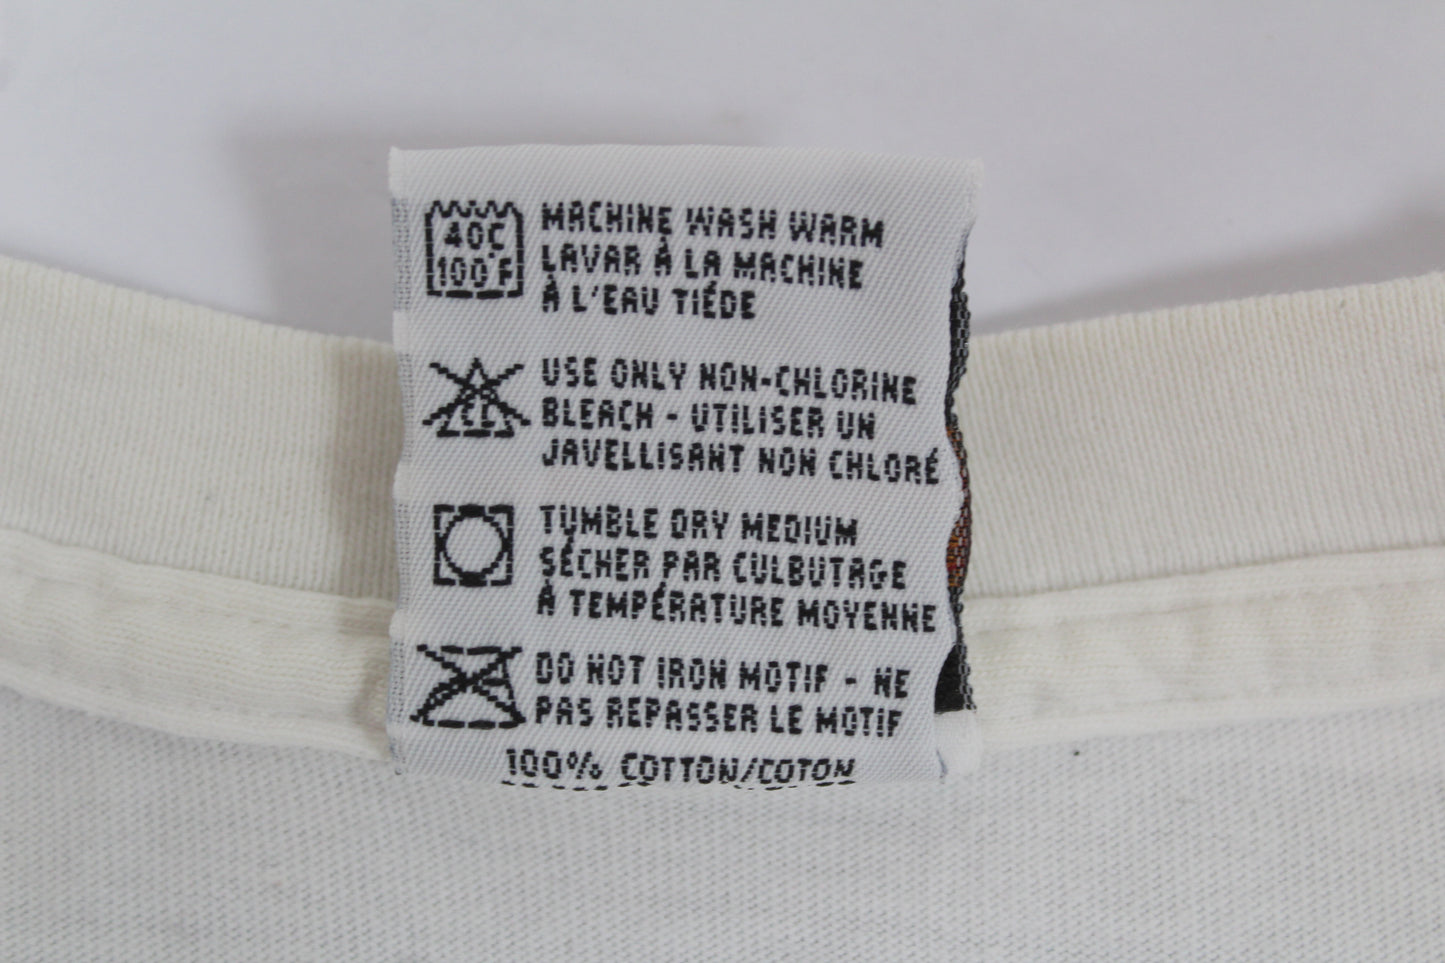 40C
100°F
MACHINE WASH WARM
LAVAR À LA MACHINE
À L'EAU TIÉDE
CL
USE ONLY NON-CHLORINE
BLEACH - UTILISER UN
JAVELLISANT NON CHLORÉ
TUMBLE DRY MEDIUM
SÉCHER PAR CULBUTAGE
À TEMPÉRATURE MOYENNE
DO NOT IRON MOTIF - NE
PAS REPASSER LE MOTIF
100% COTTON/COTON